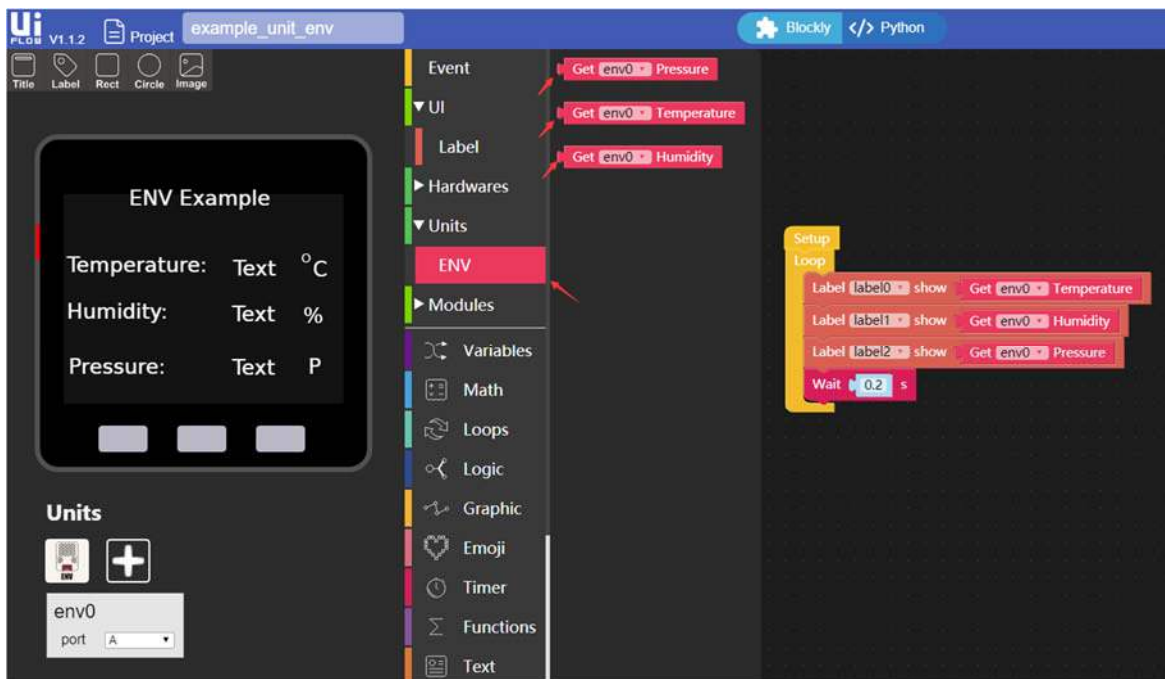 Ui
FLOW V1.1.2 Project example_unit_env Blockly </> Python
Title Label Rect Circle Image
ENV Example
Temperature: Text °C
Humidity: Text %
Pressure: Text P
Units
ENV
env0
port A
Event
UI
Label
Hardwares
Units
ENV
Modules
Variables
Math
Loops
Logic
Graphic
Emoji
Timer
Functions
Text
Get env0 Pressure
Get env0 Temperature
Get env0 Humidity
Setup
Loop
Label label0 show Get env0 Temperature
Label label1 show Get env0 Humidity
Label label2 show Get env0 Pressure
Wait 0.2 s